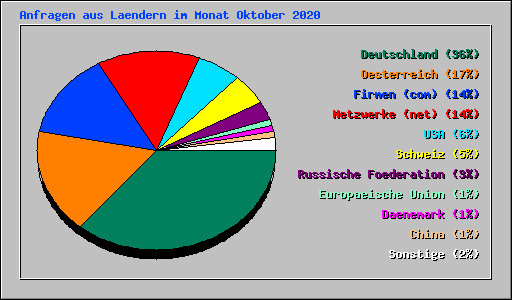 Anfragen aus Laendern im Monat Oktober 2020
Deutschland (36%)
Oesterreich (17%)
Firmen (com) (14%)
Netzwerke (net) (14%)
USA (6%)
Schweiz (5%)
Russische Foederation (3%)
Europaeische Union (1%)
Daenemark (1%)
China (1%)
Sonstige (2%)